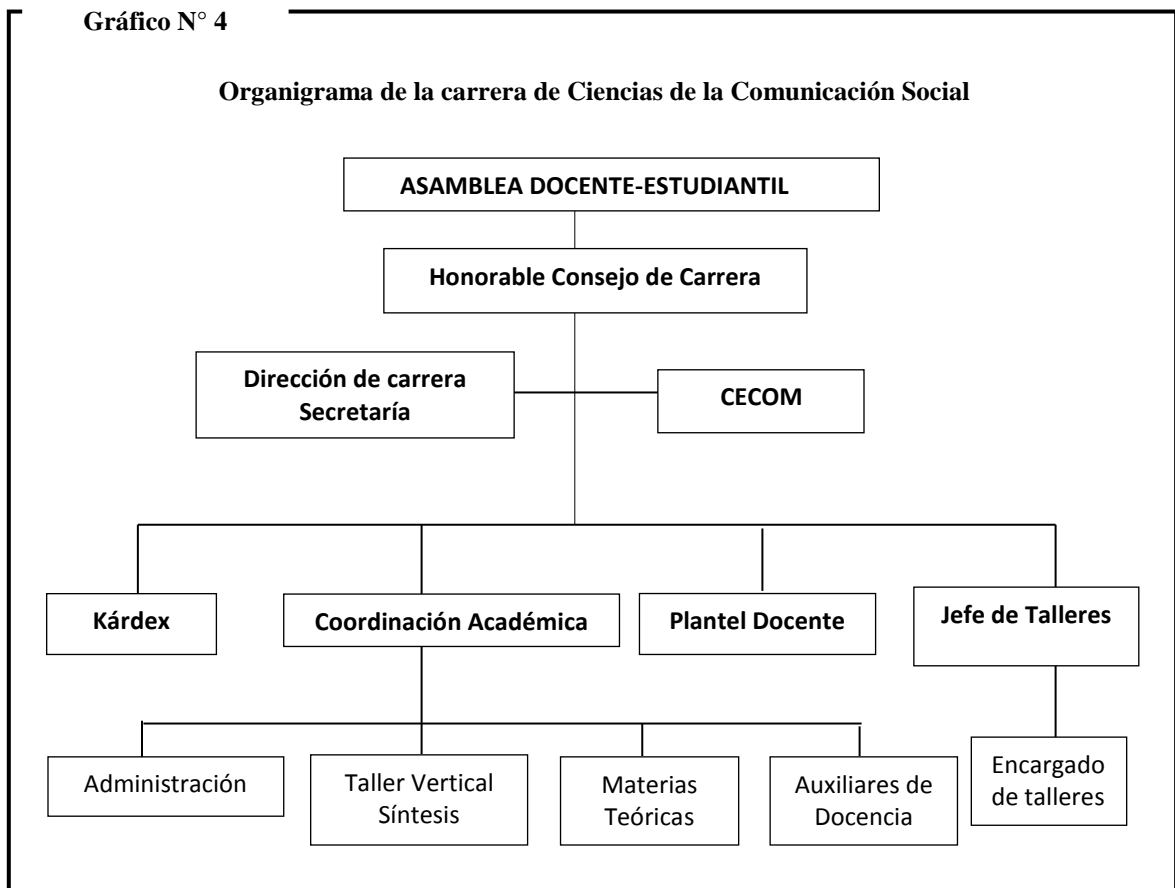 Gráfico N° 4
Organigrama de la carrera de Ciencias de la Comunicación Social
ASAMBLEA DOCENTE-ESTUDIANTIL
Honorable Consejo de Carrera
Dirección de carrera
Secretaría
CECOM
Kárdex
Coordinación Académica
Plantel Docente
Jefe de Talleres
Administración
Taller Vertical
Síntesis
Materias
Teóricas
Auxiliares de
Docencia
Encargado
de talleres